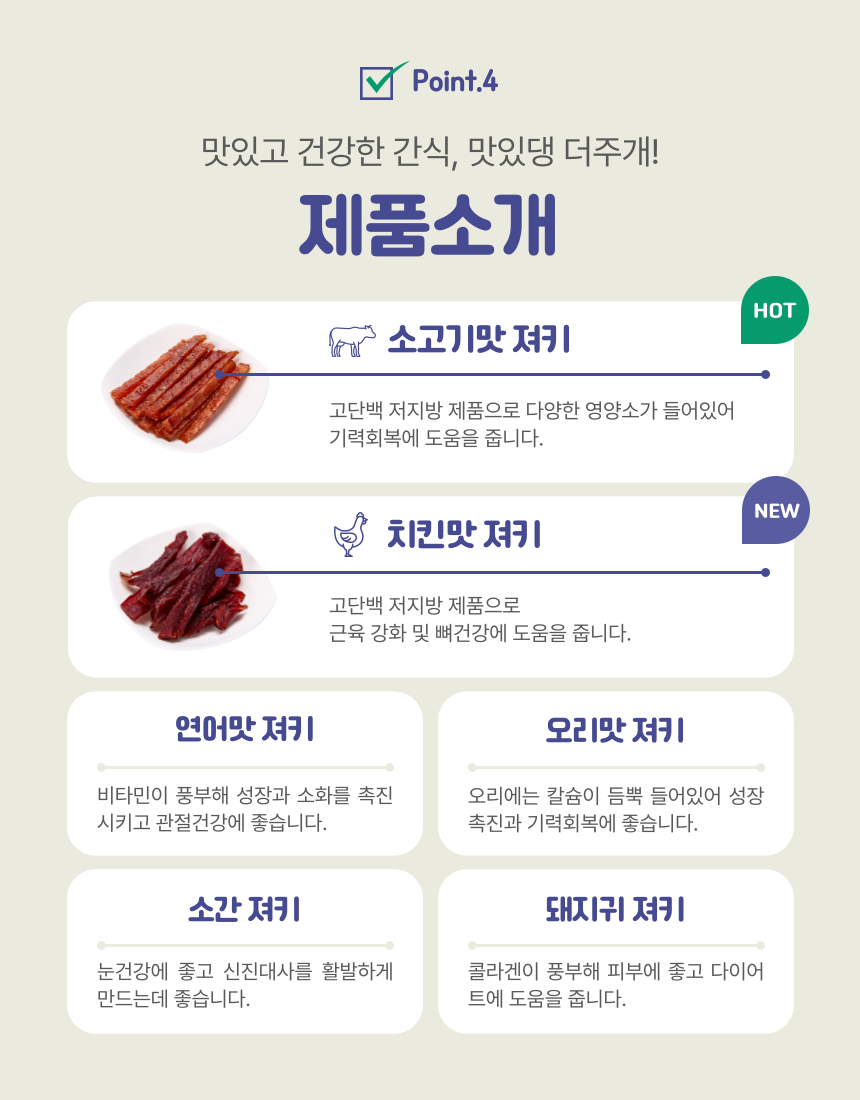 Point.4
맛있고 건강한 간식, 맛있댕 더주개!
제품소개
HOT
소고기맛 져키
고단백 저지방 제품으로 다양한 영양소가 들어있어
기력회복에 도움을 줍니다.
NEW
치킨맛 져키
고단백 저지방 제품으로
근육 강화 및 뼈건강에 도움을 줍니다.
연어맛 져키
비타민이 풍부해 성장과 소화를 촉진
시키고 관절건강에 좋습니다.
오리맛 져키
오리에는 칼슘이 듬뿍 들어있어 성장
촉진과 기력회복에 좋습니다.
소간 져키
눈건강에 좋고 신진대사를 활발하게
만드는데 좋습니다.
돼지귀 져키
콜라겐이 풍부해 피부에 좋고 다이어
트에 도움을 줍니다.